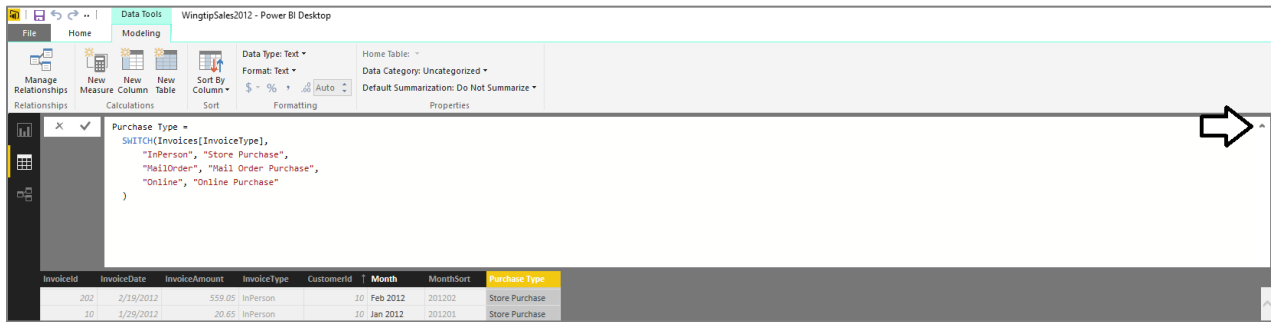 Data Tools WingtipSales2012 - Power BI Desktop
File Home Modeling
Manage Relationships
New Measure
New Column
New Table
Sort By Column
Data Type: Text
Format: Text
$ % , .00 Auto
Home Table:
Data Category: Uncategorized
Default Summarization: Do Not Summarize
Relationships Calculations Sort Formatting Properties
Purchase Type =
SWITCH(Invoices[InvoiceType],
"InPerson", "Store Purchase",
"MailOrder", "Mail Order Purchase",
"Online", "Online Purchase"
)
InvoiceId InvoiceDate InvoiceAmount InvoiceType CustomerId Month MonthSort Purchase Type
202 2/19/2012 559.05 InPerson 10 Feb 2012 201202 Store Purchase
10 1/29/2012 20.65 InPerson 10 Jan 2012 201201 Store Purchase